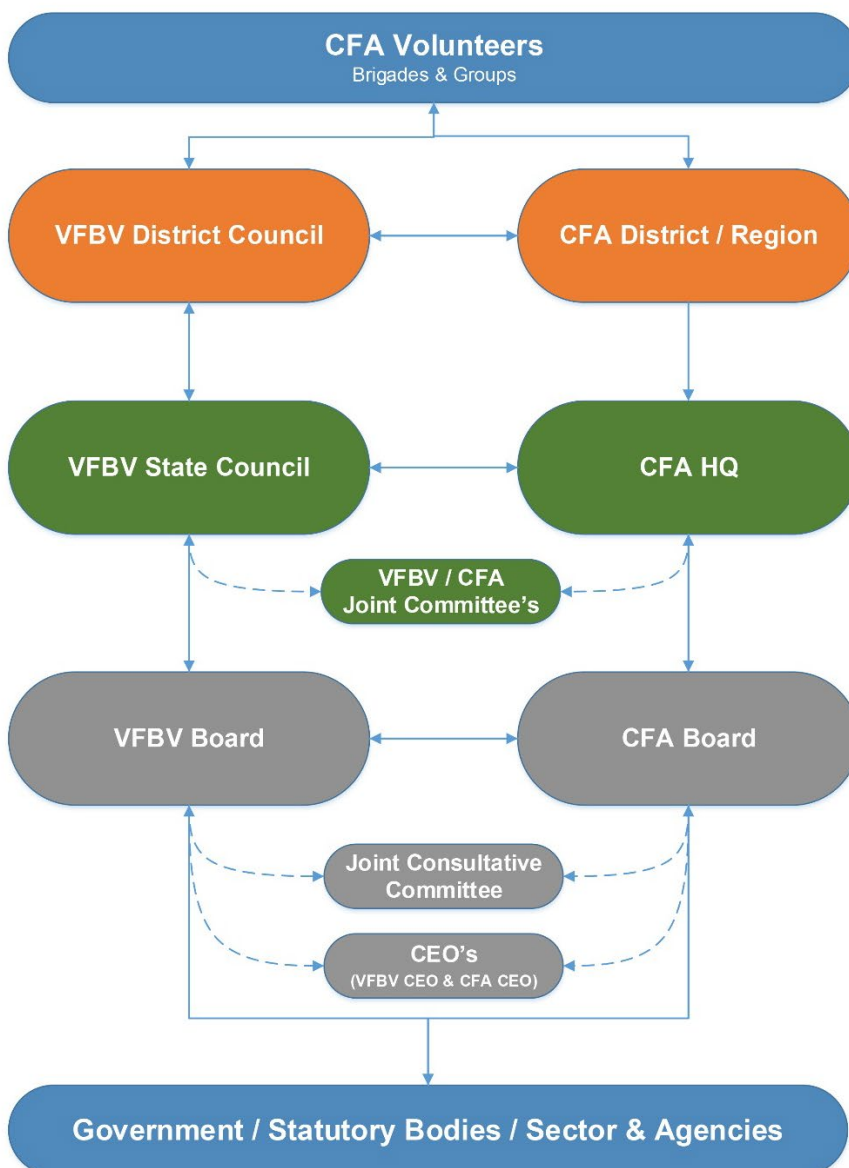 CFA Volunteers
Brigades & Groups
VFBV District Council
CFA District / Region
VFBV State Council
CFA HQ
VFBV / CFA
Joint Committee's
VFBV Board
CFA Board
Joint Consultative
Committee
CEO's
(VFBV CEO & CFA CEO)
Government / Statutory Bodies / Sector & Agencies